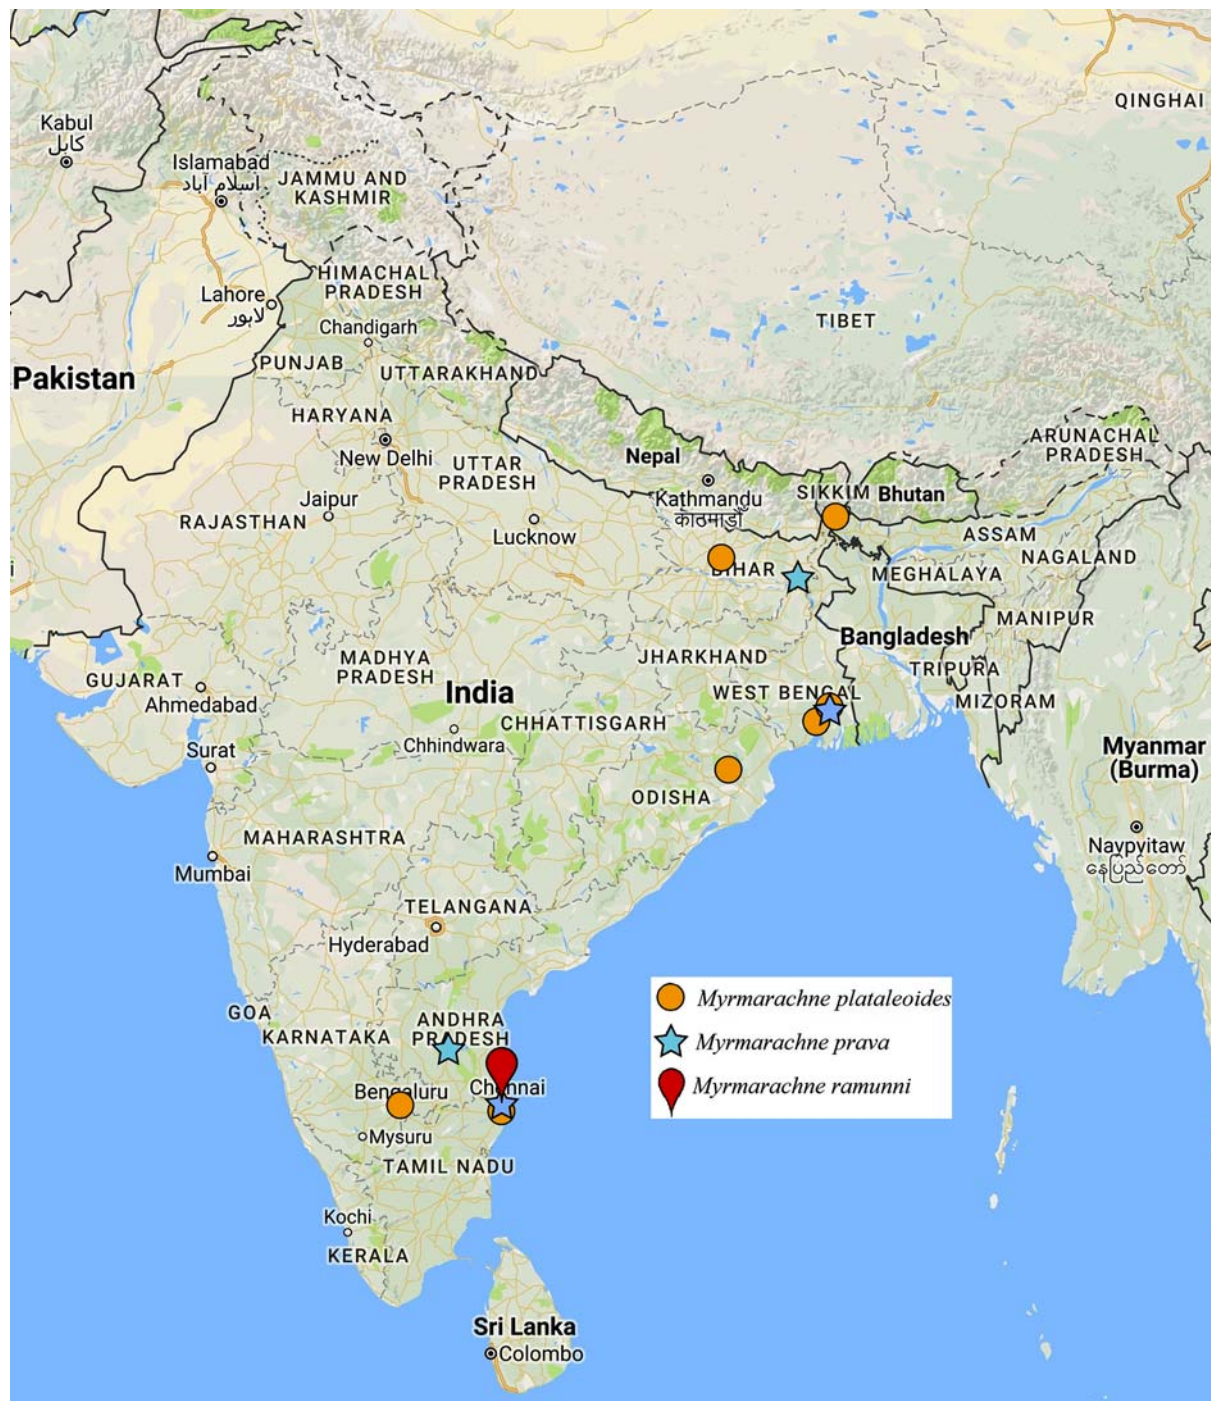 QINGHAI
Kabul
کابل
Islamabad
اسلام آباد
JAMMU AND
KASHMIR
HIMACHAL
PRADESH
Lahore
لاہور
Chandigarh
TIBET
PUNJAB
Pakistan
UTTARAKHAND
HARYANA
New Delhi
ARUNACHAL
PRADESH
UTTAR
PRADESH
Nepal
Kathmandu
काठमाडौं
SIKKIM
Bhutan
Jaipur
RAJASTHAN
Lucknow
ASSAM
NAGALAND
BIHAR
MEGHALAYA
MANIPUR
Bangladesh
MADHYA
PRADESH
JHARKHAND
TRIPURA
GUJARAT
Ahmedabad
India
WEST BENGAL
MIZORAM
CHHATTISGARH
Chhindwara
Surat
Myanmar
(Burma)
ODISHA
MAHARASHTRA
Mumbai
Naypyitaw
နေပြည်တော်
TELANGANA
Hyderabad
Myrmarachne plataleoides
GOA
KARNATAKA
ANDHRA
PRADESH
Myrmarachne prava
Bengaluru
Chennai
Myrmarachne ramunni
Mysuru
TAMIL NADU
Kochi
KERALA
Sri Lanka
Colombo